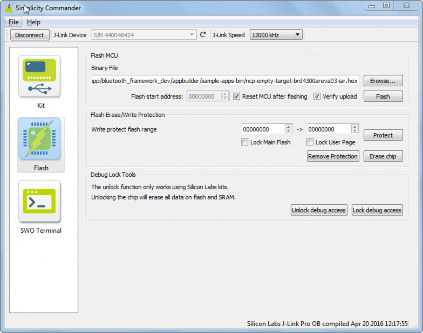 Simplicity Commander
File Help
Disconnect J-Link Device S/N 440048424 J-Link Speed 12000 kHz
Kit
Flash
SWO Terminal
Flash MCU
Binary File
ipp/bluetooth_framework_dev/appbuilder/sample-apps-bin/ncp-empty-target-brd4300areva03-iar.hex Browse...
Flash start address: 00000000 Reset MCU after flashing Verify upload Flash
Flash Erase/Write Protection
Write protect flash range 00000000 -> 00000000 Protect
Lock Main Flash Lock User Page
Remove Protection Erase chip
Debug Lock Tools
The unlock function only works using Silicon Labs kits.
Unlocking the chip will erase all data on flash and SRAM.
Unlock debug access Lock debug access
Silicon Labs J-Link Pro OB compiled Apr 20 2016 12:17:55